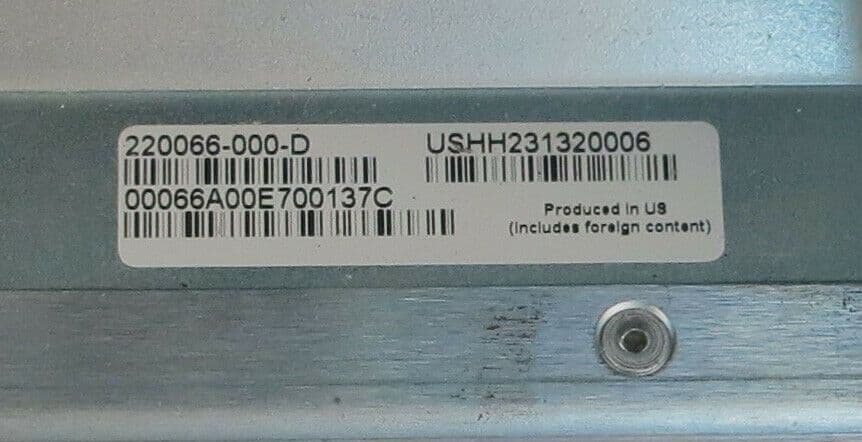 220066-000-D
USHH231320006
00066A00E700137C
Produced in US
(includes foreign content)